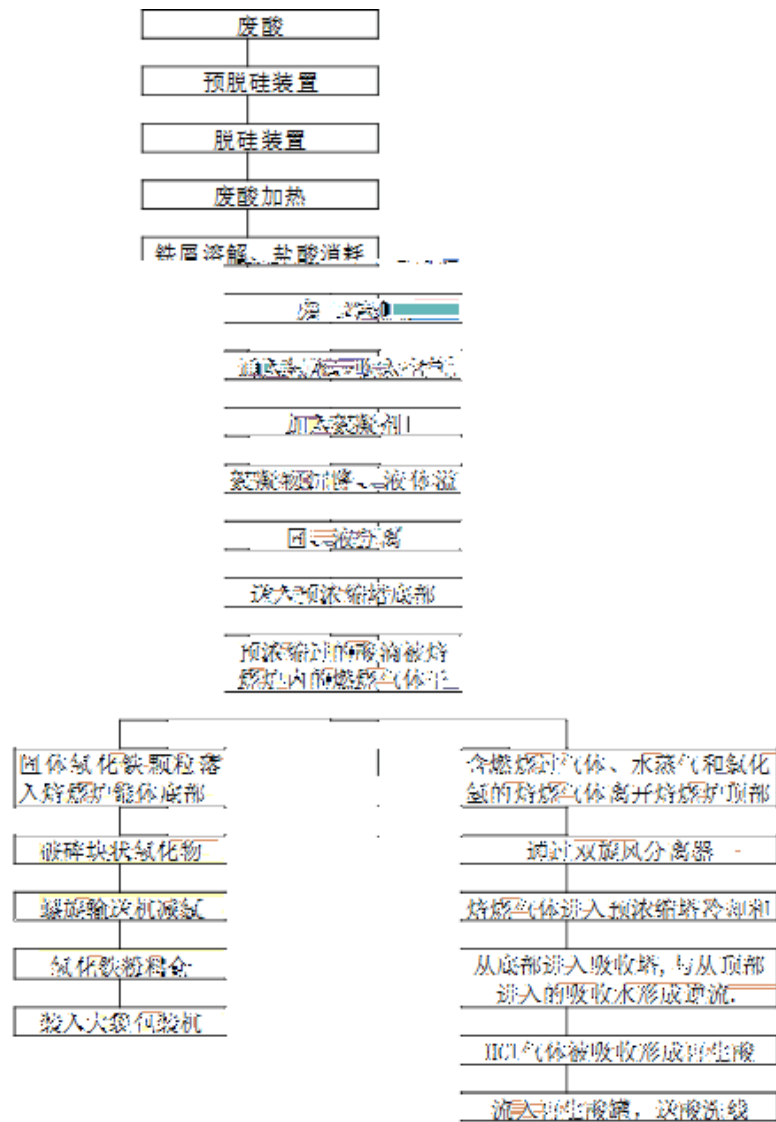 废酸
预脱硅装置
脱硅装置
废酸加热
铁屑溶解、盐酸消耗
加入絮凝剂
液体溢
固 液分离
送入预浓缩塔底部
预浓缩过的酸滴被焙
燃炉内的燃烧气体
固体氧化铁颗粒落
入焙烧炉锥体底部
破碎块状氧化物
螺旋输送机
氧化铁粉料仓
装入大袋包装机
含燃烧过气体、水蒸气和氯化
氢的焙烧气体离开焙烧炉顶部
通过双旋风分离器
焙烧气体进入预浓缩塔冷却和
从底部进入吸收塔，与从顶部
进入的吸收水形成逆流.
HCl气体被吸收形成再生酸
流入再生酸罐，送酸洗线